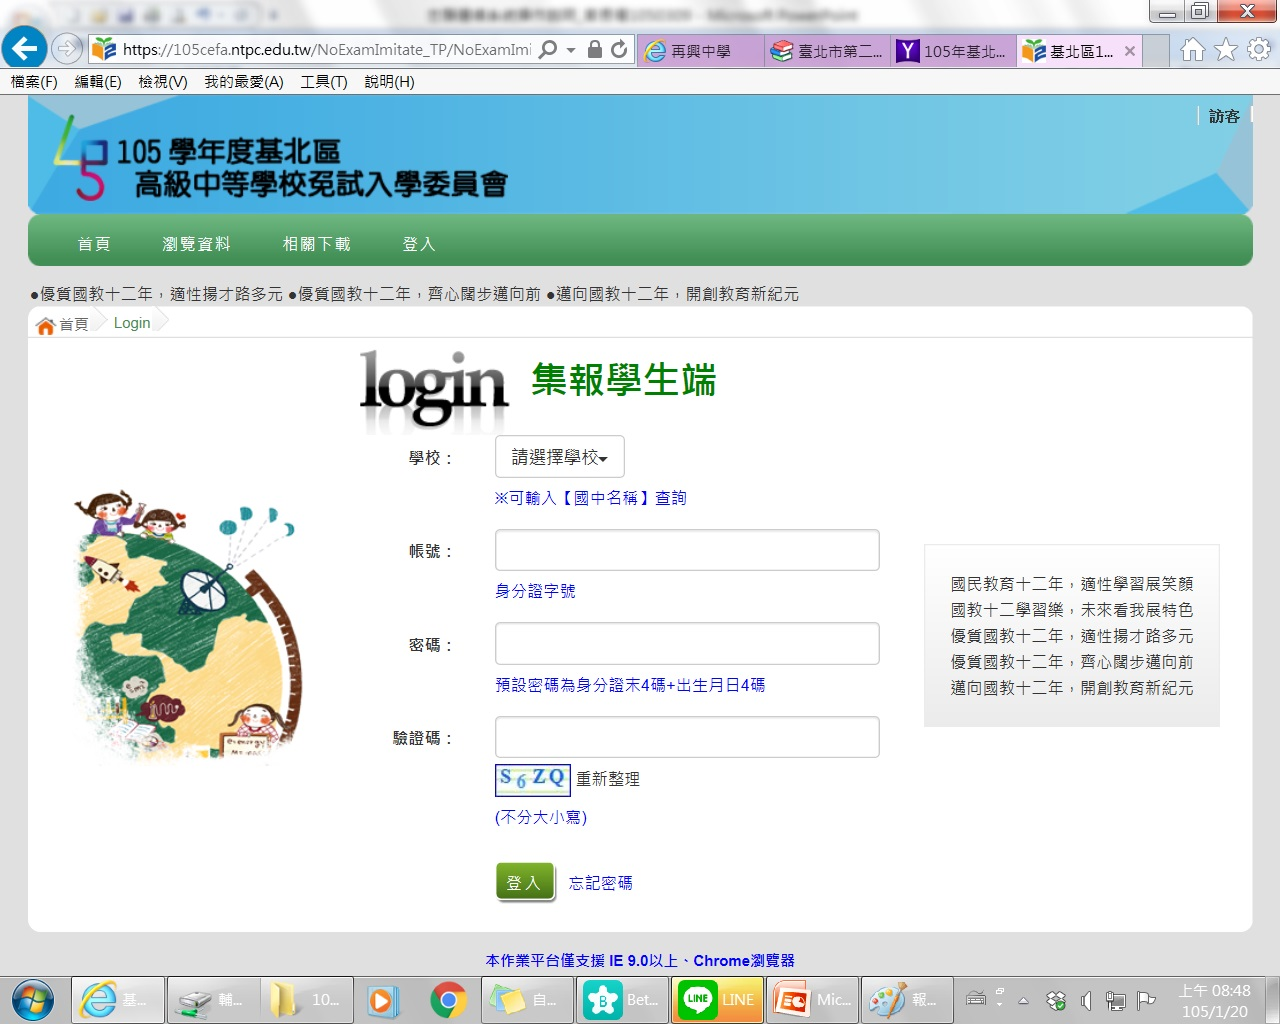 https://105cefa.ntpc.edu.tw/NoExamImitate_TP/NoExamImi
再興中學
臺北市第二...
105年基北...
基北區1...
檔案(F) 編輯(E) 檢視(V) 我的最愛(A) 工具(T) 說明(H)
訪客
105 學年度基北區
高級中等學校免試入學委員會
首頁 瀏覽資料 相關下載 登入
●優質國教十二年，適性揚才路多元 ●優質國教十二年，齊心闊步邁向前 ●邁向國教十二年，開創教育新紀元
首頁 Login
login 集報學生端
學校： 請選擇學校
※可輸入【國中名稱】查詢
帳號：
身分證字號
密碼：
預設密碼為身分證末4碼+出生月日4碼
驗證碼：
S6ZQ 重新整理
(不分大小寫)
登入 忘記密碼
國民教育十二年，適性學習展笑顏
國教十二學習樂，未來看我展特色
優質國教十二年，適性揚才路多元
優質國教十二年，齊心闊步邁向前
邁向國教十二年，開創教育新紀元
本作業平台僅支援 IE 9.0以上、Chrome瀏覽器
基... 輔... 10... 自... Bet... LINE Mic... 報...
上午 08:48
105/1/20